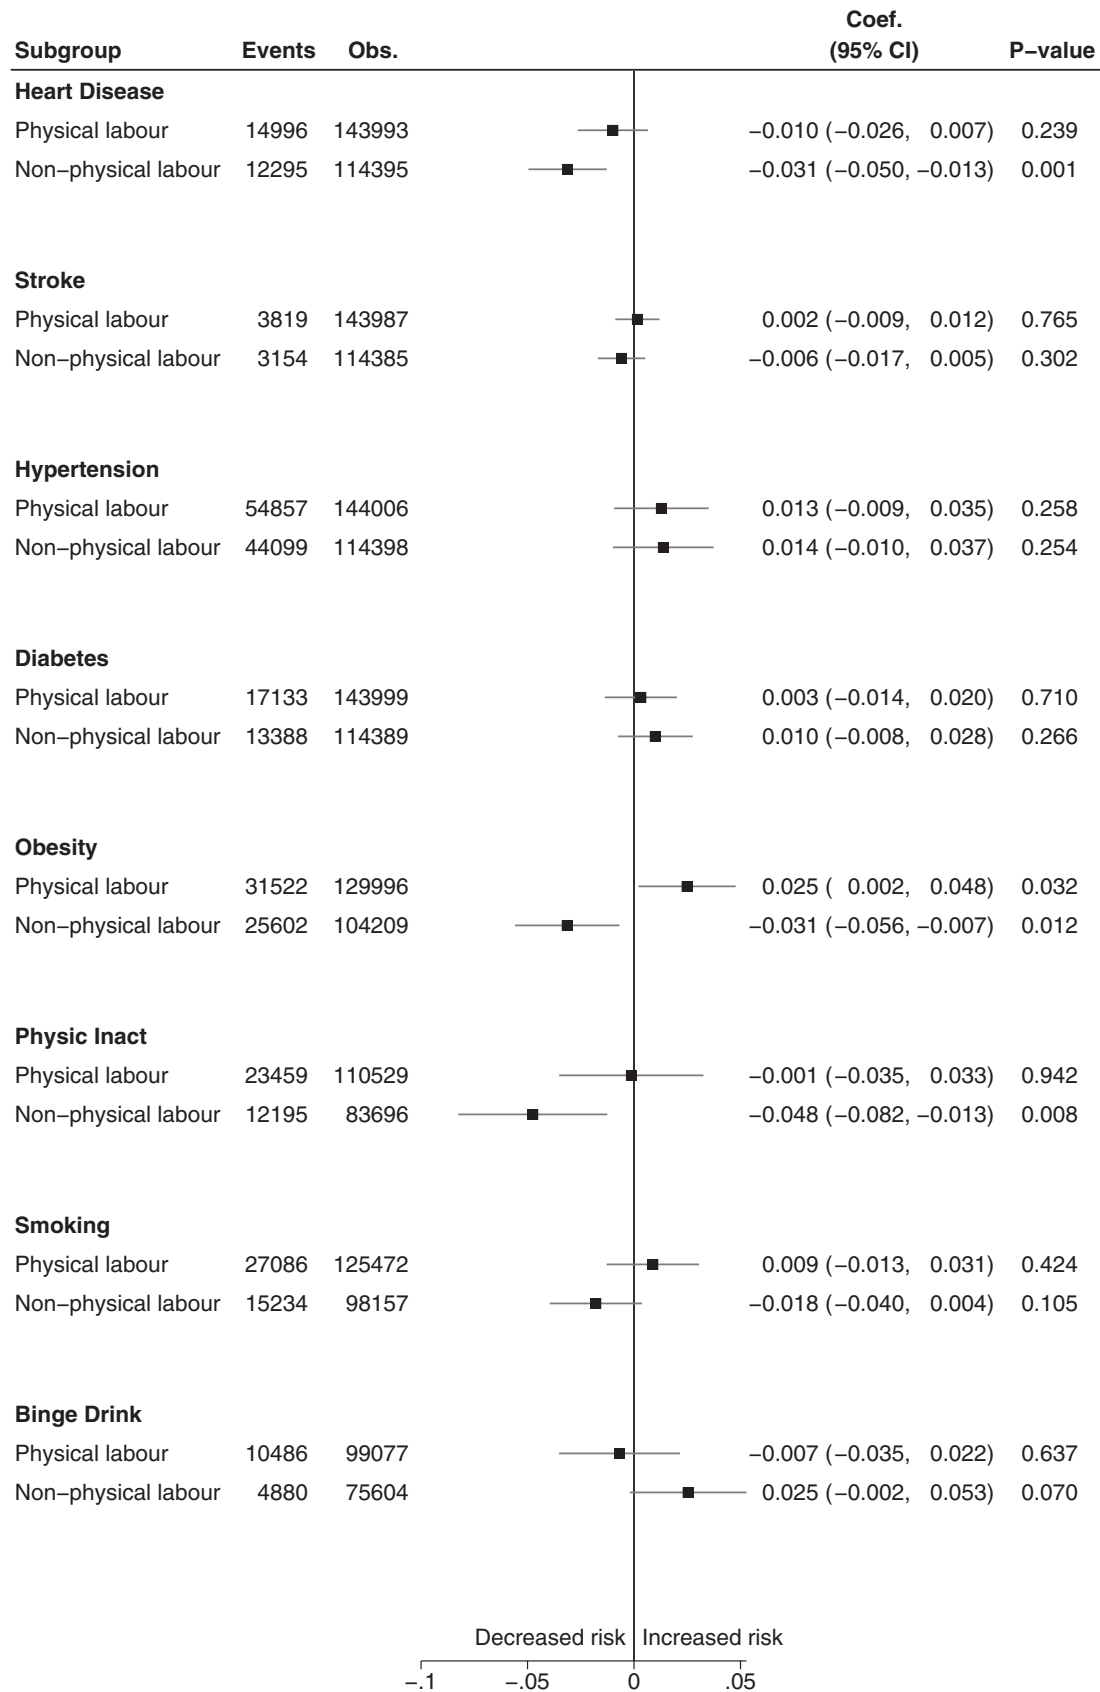 Coef.
Subgroup Events Obs. (95% CI) P−value
Heart Disease
Physical labour 14996 143993 −0.010 (−0.026, 0.007) 0.239
Non−physical labour 12295 114395 −0.031 (−0.050, −0.013) 0.001
Stroke
Physical labour 3819 143987 0.002 (−0.009, 0.012) 0.765
Non−physical labour 3154 114385 −0.006 (−0.017, 0.005) 0.302
Hypertension
Physical labour 54857 144006 0.013 (−0.009, 0.035) 0.258
Non−physical labour 44099 114398 0.014 (−0.010, 0.037) 0.254
Diabetes
Physical labour 17133 143999 0.003 (−0.014, 0.020) 0.710
Non−physical labour 13388 114389 0.010 (−0.008, 0.028) 0.266
Obesity
Physical labour 31522 129996 0.025 ( 0.002, 0.048) 0.032
Non−physical labour 25602 104209 −0.031 (−0.056, −0.007) 0.012
Physic Inact
Physical labour 23459 110529 −0.001 (−0.035, 0.033) 0.942
Non−physical labour 12195 83696 −0.048 (−0.082, −0.013) 0.008
Smoking
Physical labour 27086 125472 0.009 (−0.013, 0.031) 0.424
Non−physical labour 15234 98157 −0.018 (−0.040, 0.004) 0.105
Binge Drink
Physical labour 10486 99077 −0.007 (−0.035, 0.022) 0.637
Non−physical labour 4880 75604 0.025 (−0.002, 0.053) 0.070
Decreased risk Increased risk
−.1 −.05 0 .05